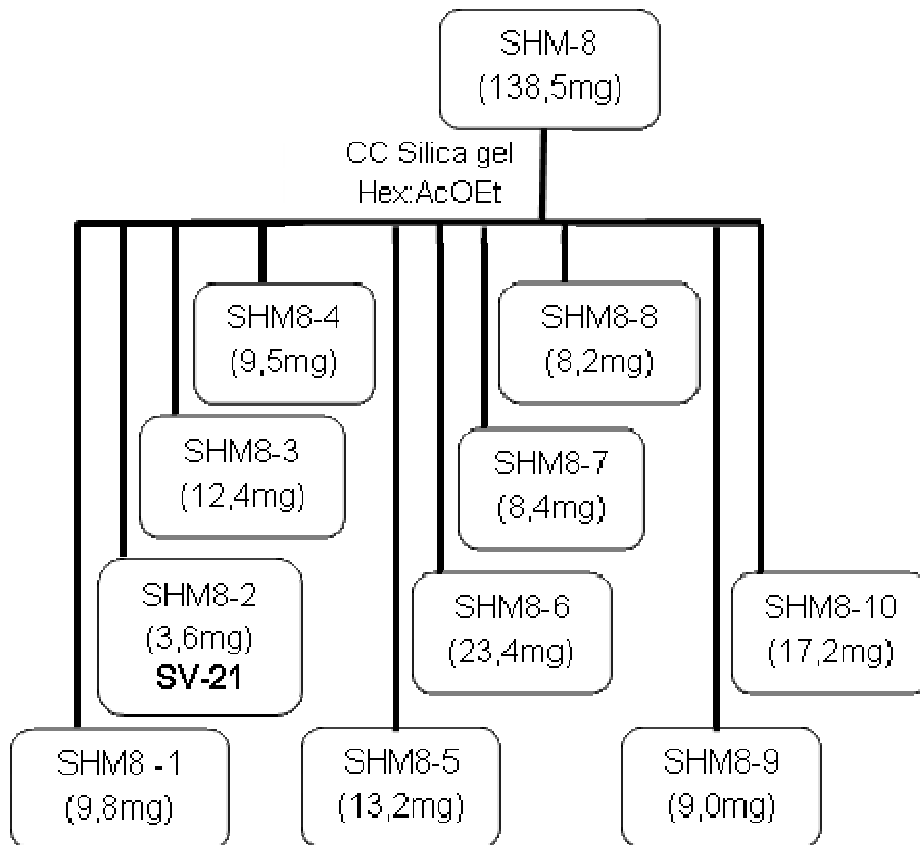 SHM-8
(138,5mg)
CC Silica gel
Hex:AcOEt
SHM8-4
(9,5mg)
SHM8-8
(8,2mg)
SHM8-3
(12,4mg)
SHM8-7
(8,4mg)
SHM8-2
(3,6mg)
SV-21
SHM8-6
(23,4mg)
SHM8-10
(17,2mg)
SHM8 -1
(9,8mg)
SHM8-5
(13,2mg)
SHM8-9
(9,0mg)